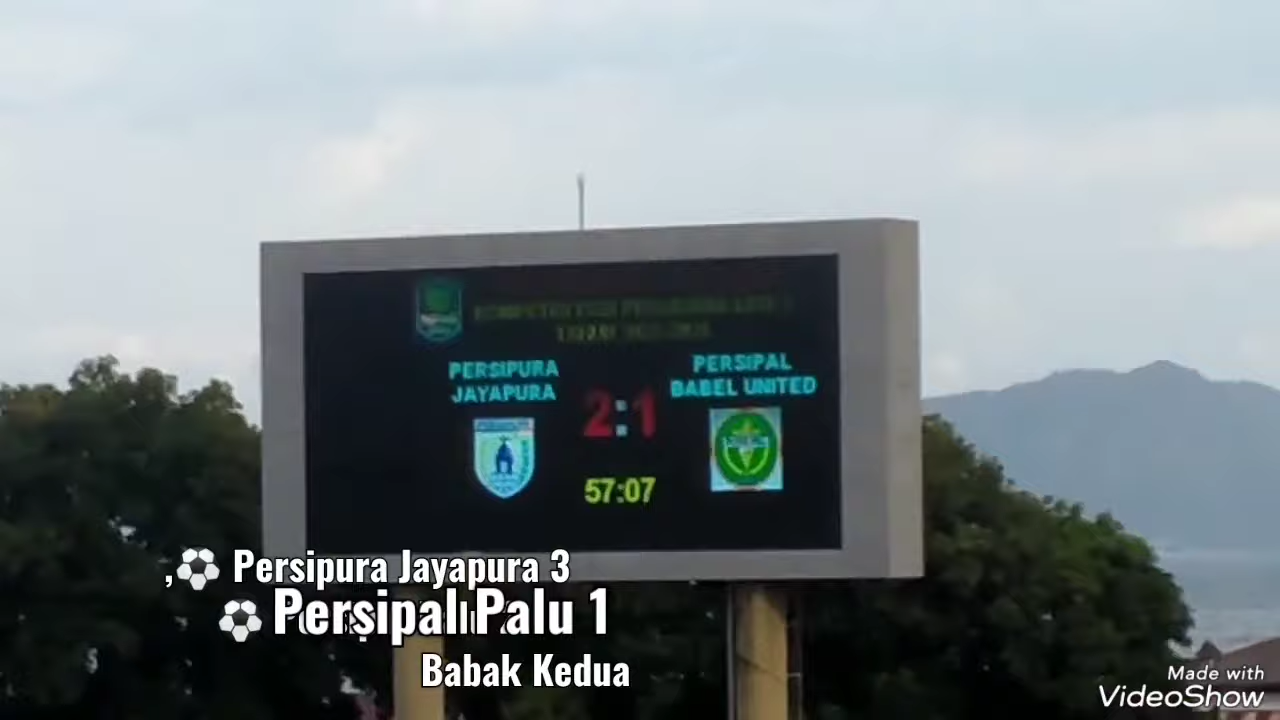 PERSIPURA
JAYAPURA
2:1
PERSIPAL
BABEL UNITED
57:07
,⚽ Persipura Jayapura 3
⚽ Persipal Palu 1
Babak Kedua
Made with
VideoShow